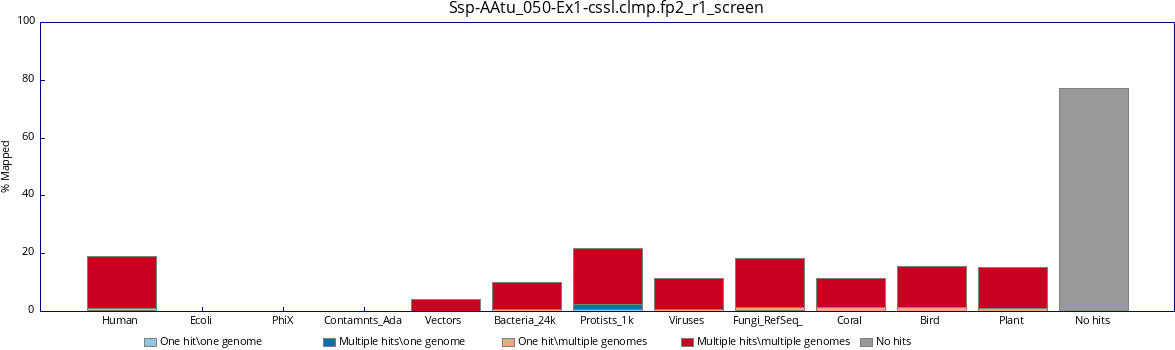 Ssp-AAtu_050-Ex1-cssl.clmp.fp2_r1_screen
100
80
60
40
20
0
% Mapped
Human Ecoli PhiX Contamnts_Ada Vectors Bacteria_24k Protists_1k Viruses Fungi_RefSeq_ Coral Bird Plant No hits
One hit\one genome Multiple hits\one genome One hit\multiple genomes Multiple hits\multiple genomes No hits